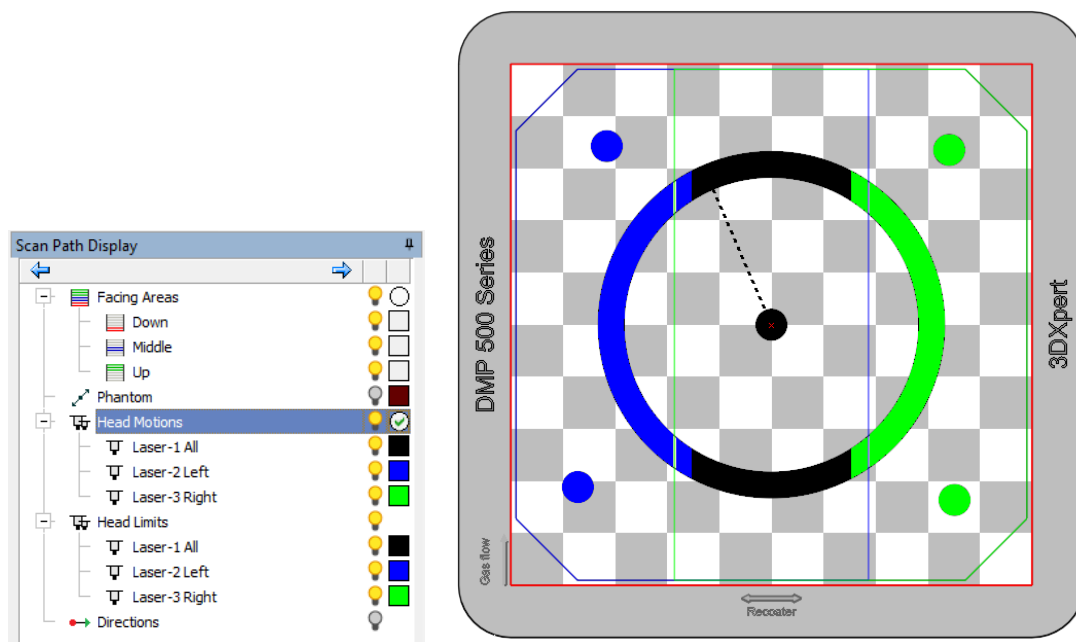 Scan Path Display
Facing Areas
Down
Middle
Up
Phantom
Head Motions
Laser-1 All
Laser-2 Left
Laser-3 Right
Head Limits
Laser-1 All
Laser-2 Left
Laser-3 Right
Directions
DMP 500 Series
Gas flow
Recoater
3DXpert